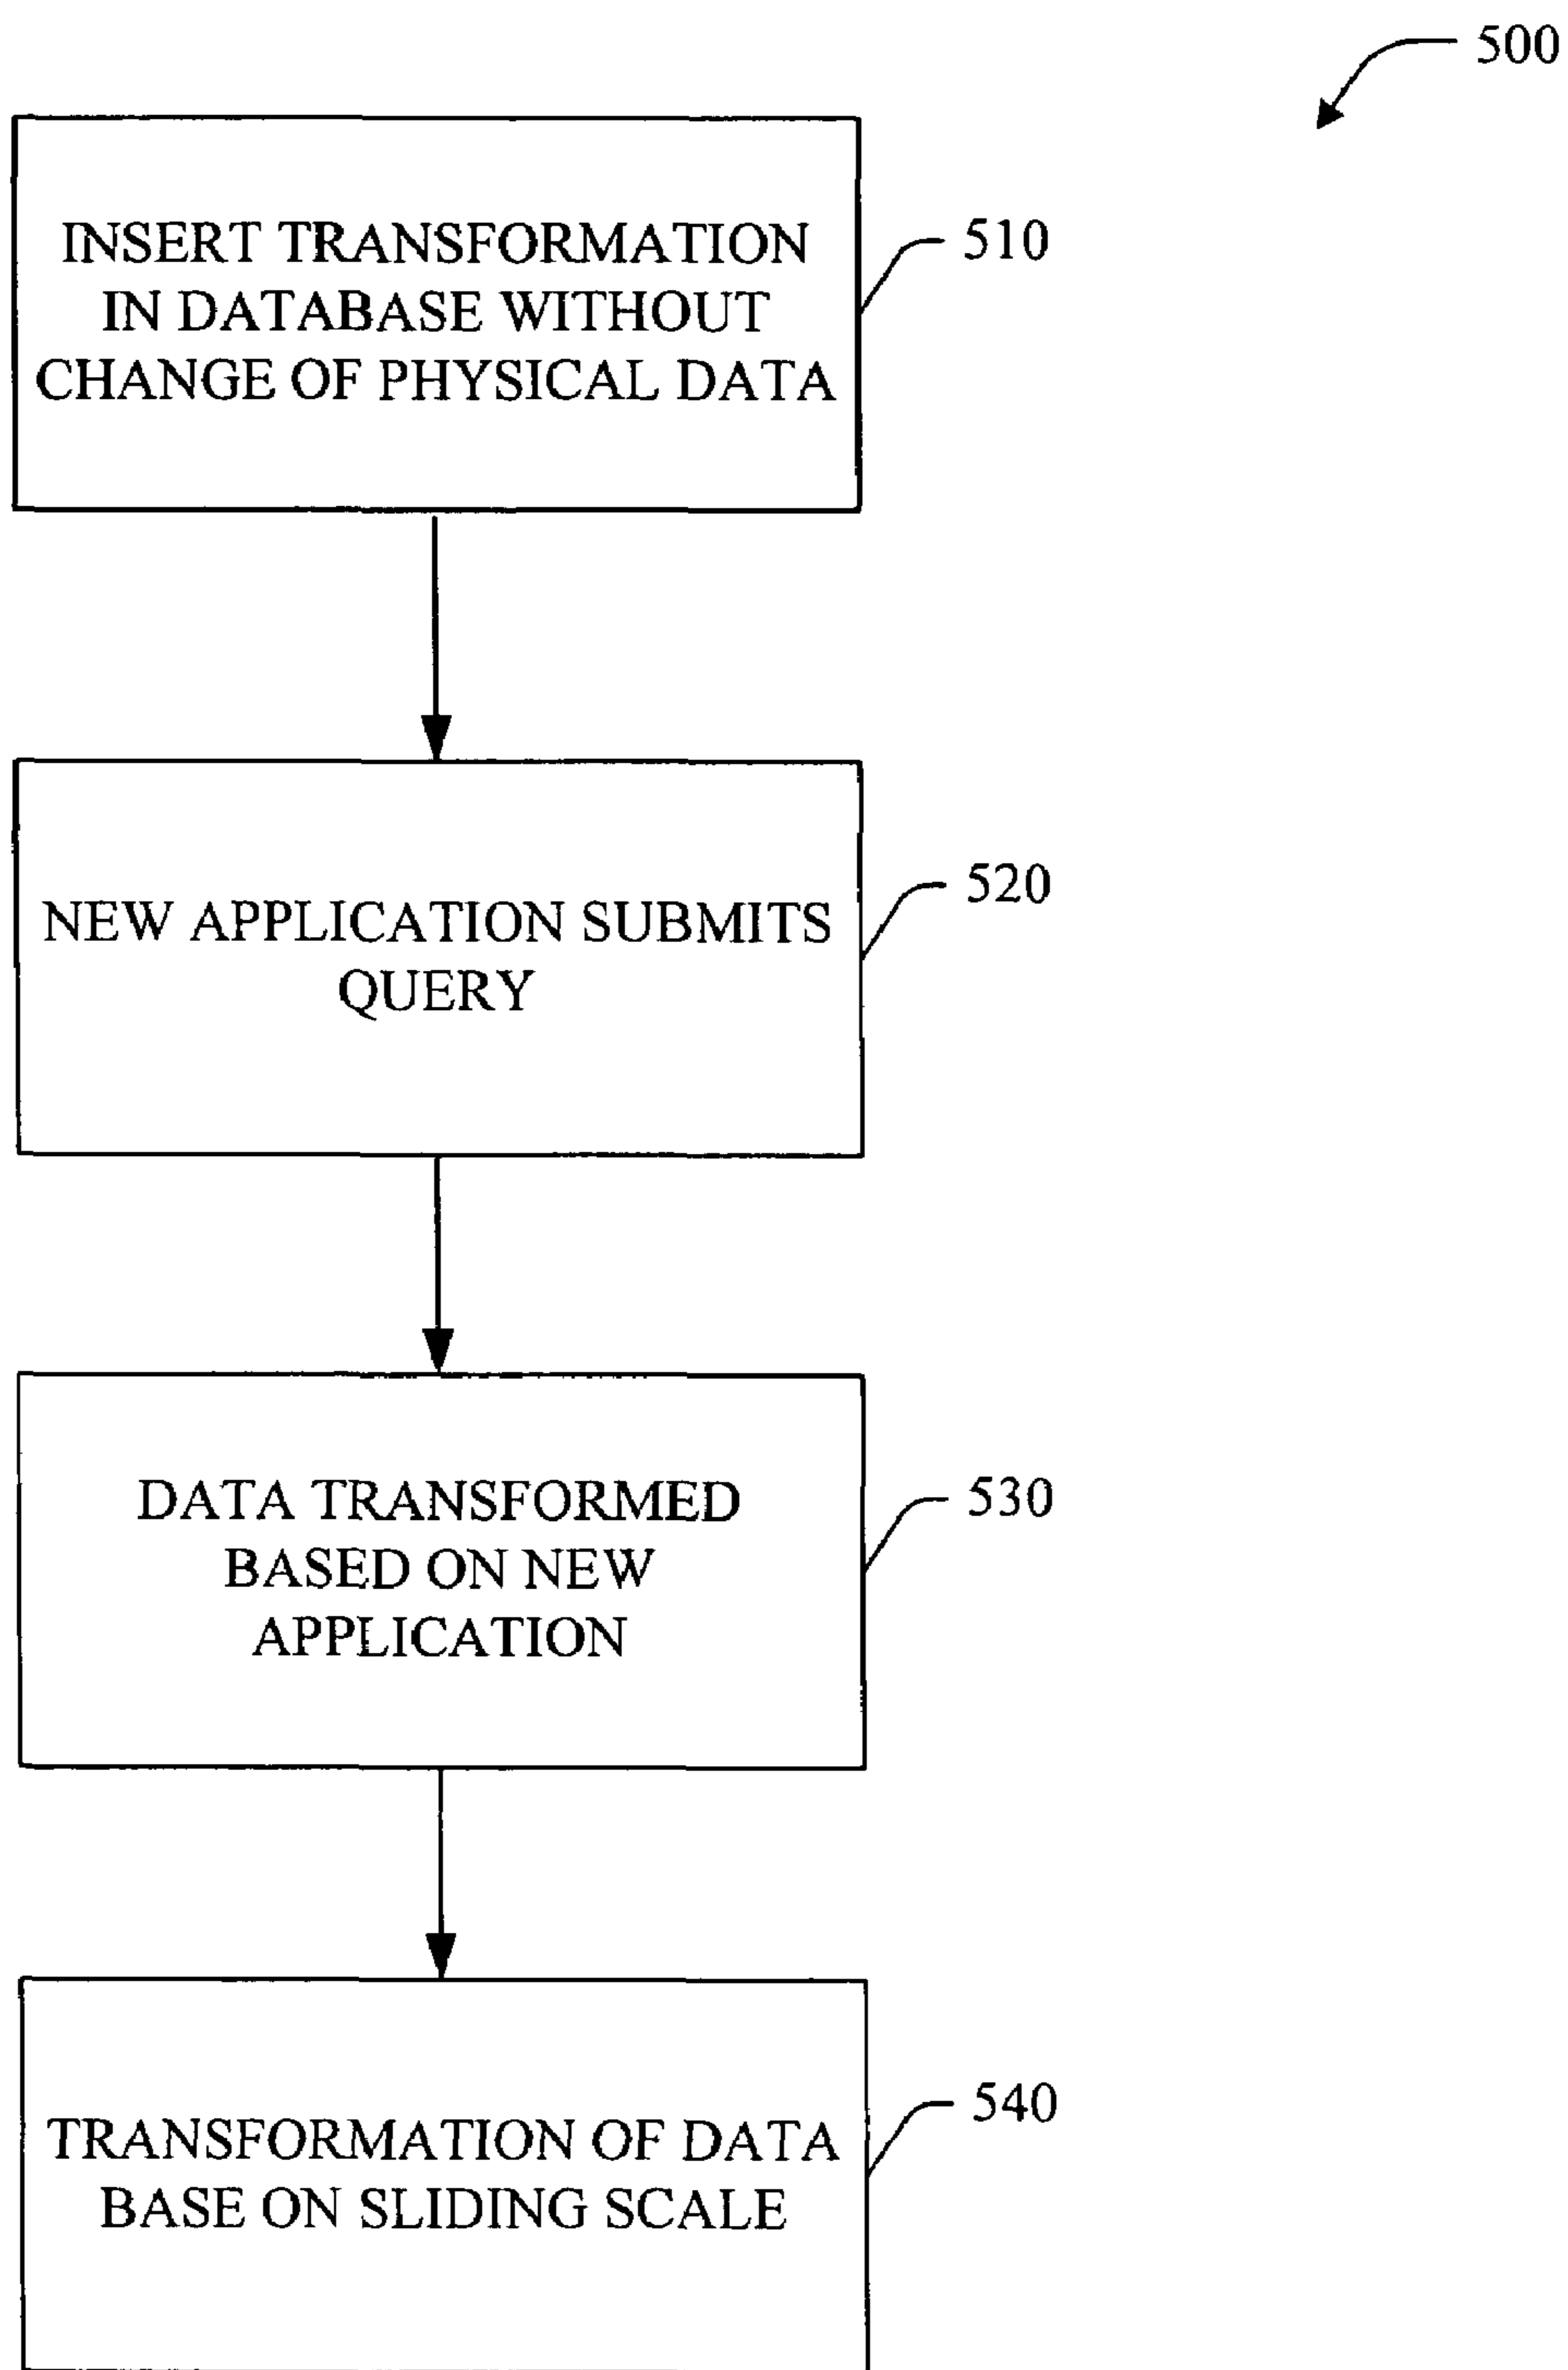 500
INSERT TRANSFORMATION
IN DATABASE WITHOUT
CHANGE OF PHYSICAL DATA
510
NEW APPLICATION SUBMITS
QUERY
520
DATA TRANSFORMED
BASED ON NEW
APPLICATION
530
TRANSFORMATION OF DATA
BASE ON SLIDING SCALE
540